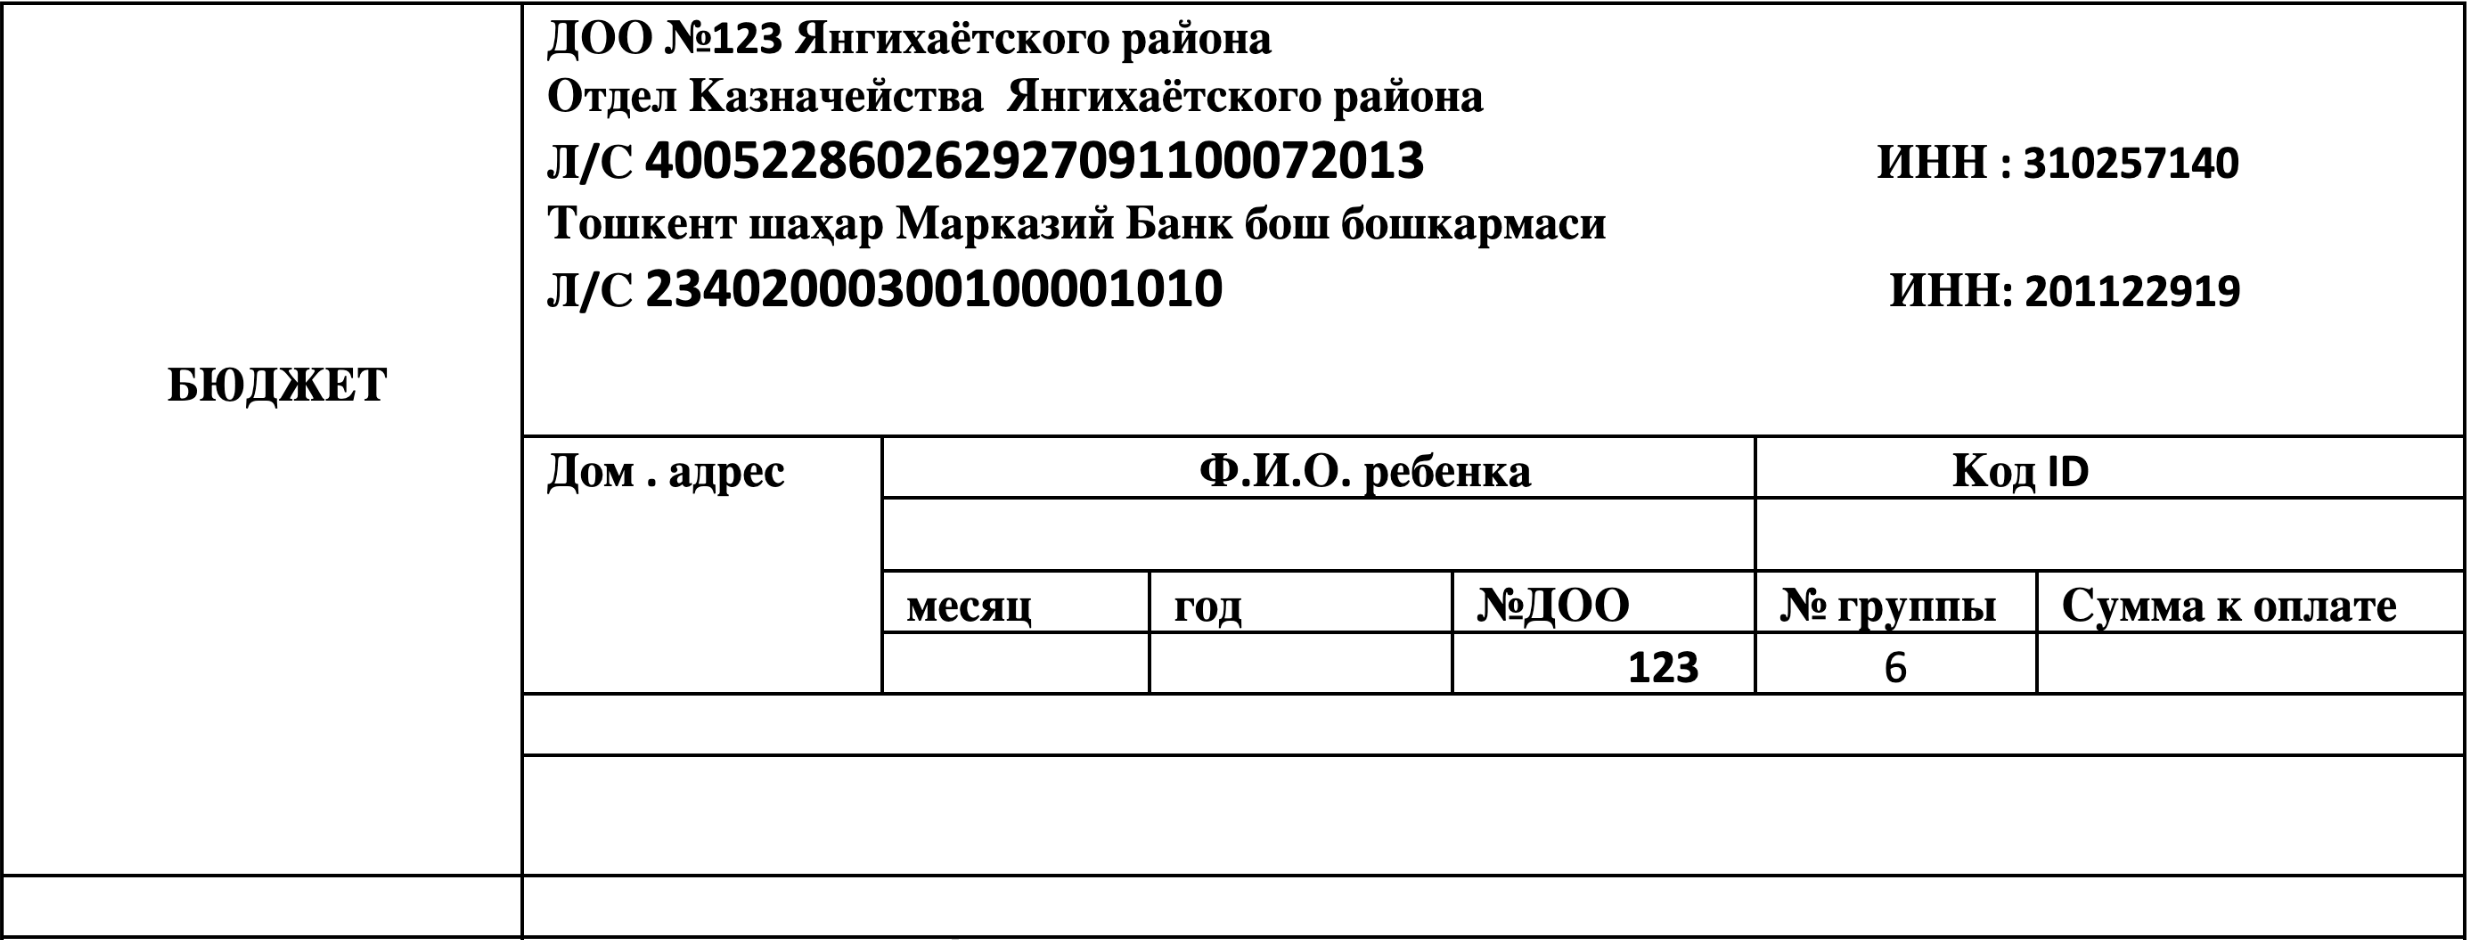 ДОО №123 Янгихаётского района
Отдел Казначейства Янгихаётского района
Л/С 400522860262927091100072013 ИНН : 310257140
Тошкент шаҳар Марказий Банк бош бошкармаси
Л/С 23402000300100001010 ИНН: 201122919
БЮДЖЕТ
Дом . адрес Ф.И.О. ребенка Код ID
месяц год №ДОО № группы Сумма к оплате
123 6